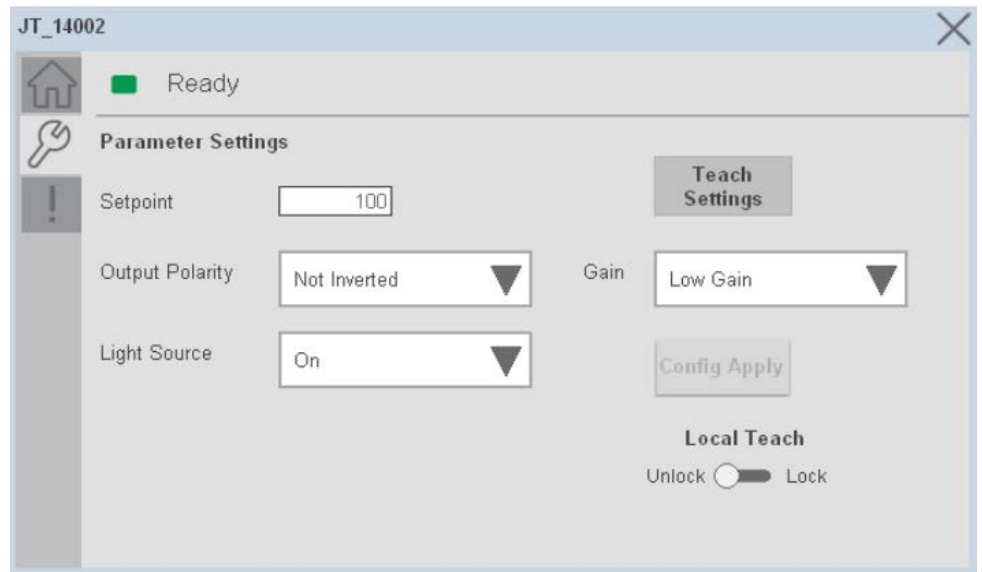 JT_14002
Ready
Parameter Settings
Teach
Settings
Setpoint 100
Output Polarity Not Inverted Gain Low Gain
Light Source On
Config Apply
Local Teach
Unlock Lock